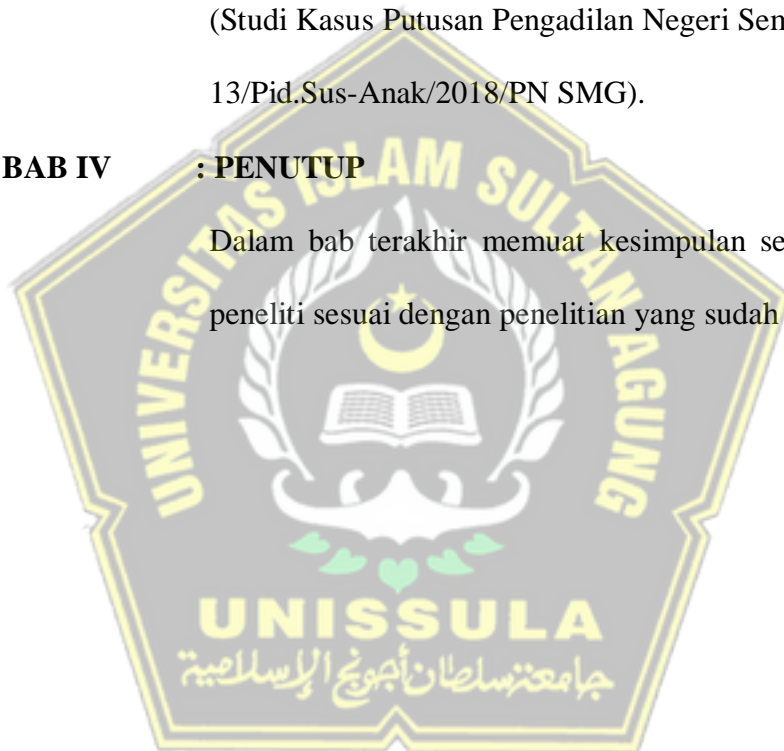 (Studi Kasus Putusan Pengadilan Negeri
13/Pid.Sus-Anak/2018/PN SMG).
BAB IV : PENUTUP
Dalam bab terakhir memuat kesimpulan
peneliti sesuai dengan penelitian yang sudah
UNIVERSITAS ISLAM SULTAN AGUNG
UNISSULA
جامعة سلطان أجونج الإسلامية